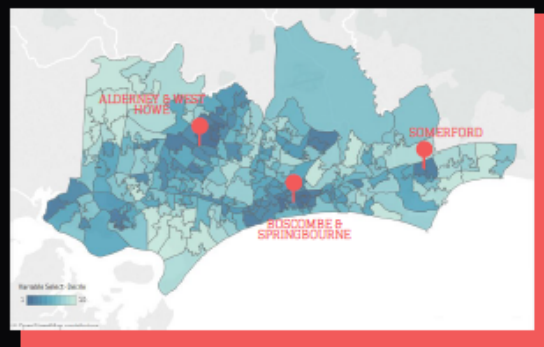 ALDERNEY & WEST
HOWE
SOMERFORD
BOSCOMBE &
SPRINGBOURNE
Variable Select: Decile
1
10